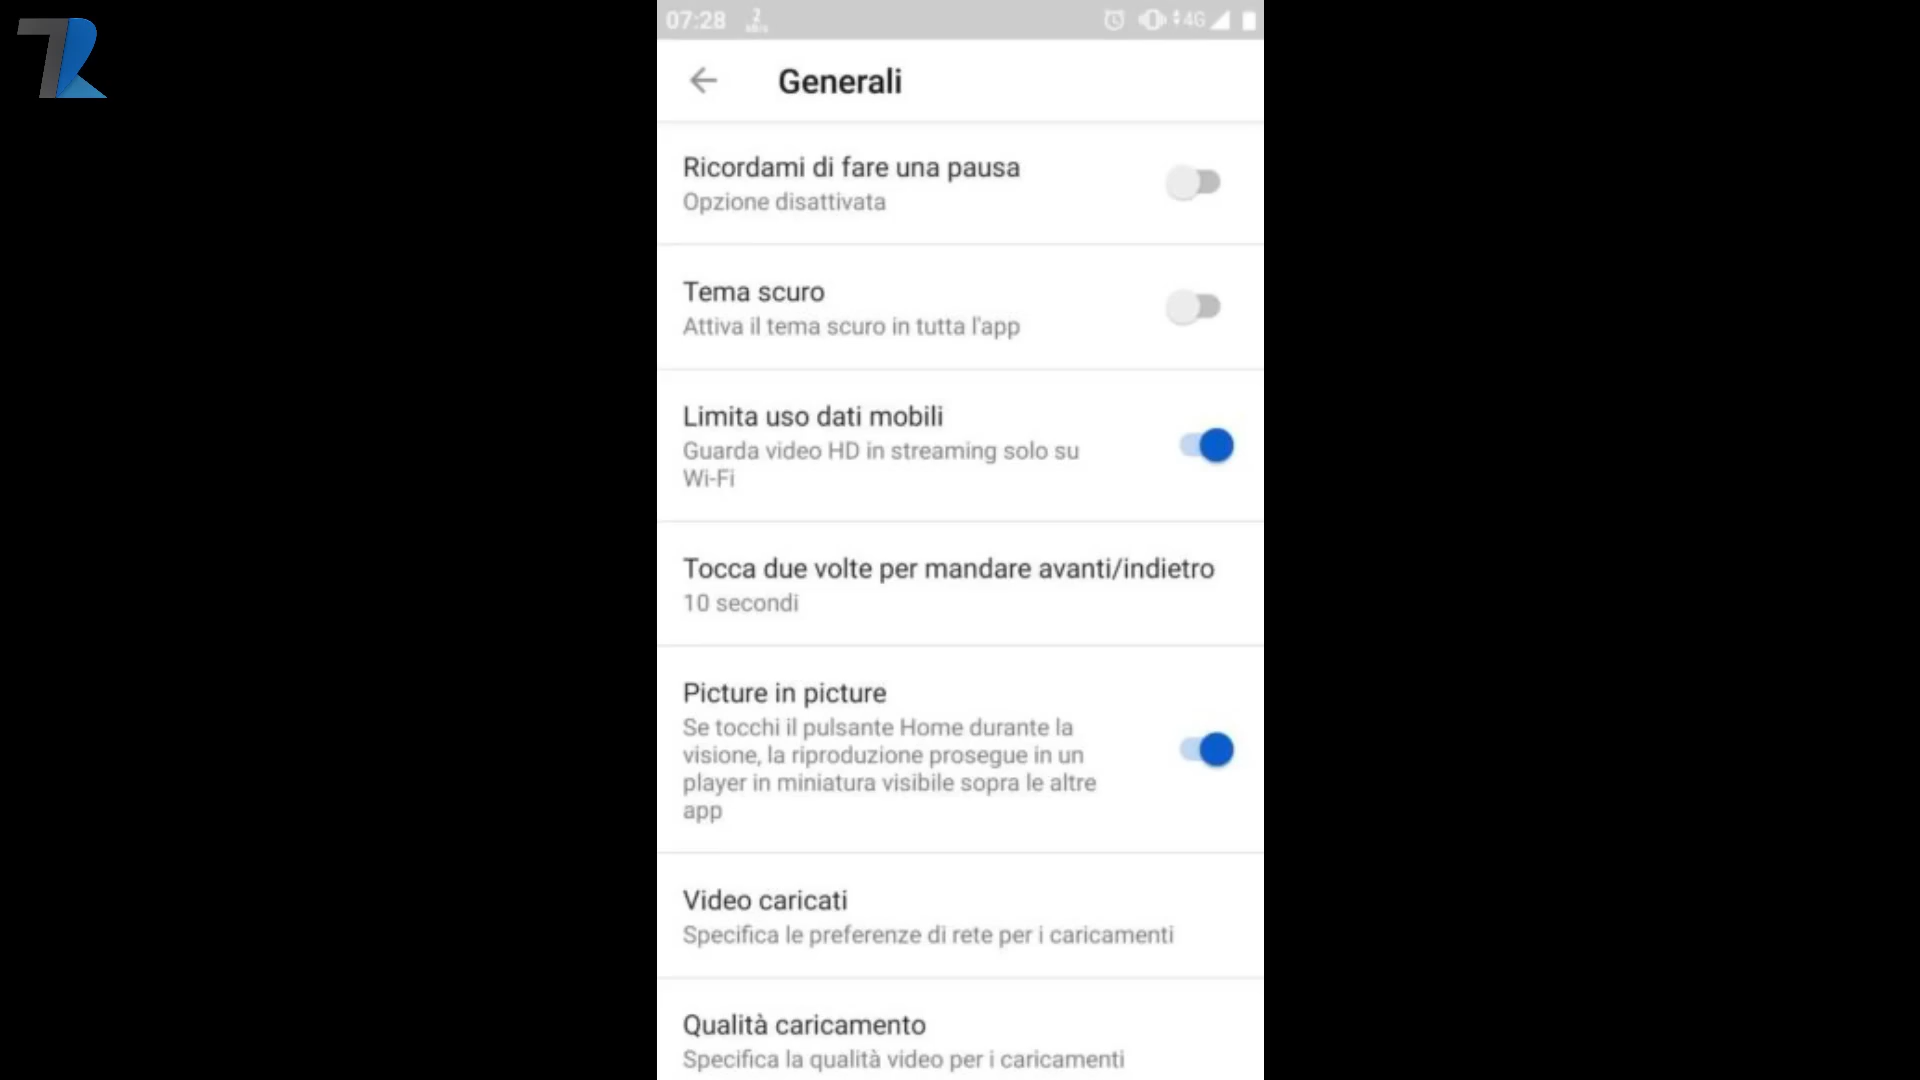 07:28
4G
Generali
Ricordami di fare una pausa
Opzione disattivata
Tema scuro
Attiva il tema scuro in tutta l'app
Limita uso dati mobili
Guarda video HD in streaming solo su
Wi-Fi
Tocca due volte per mandare avanti/indietro
10 secondi
Picture in picture
Se tocchi il pulsante Home durante la
visione, la riproduzione prosegue in un
player in miniatura visibile sopra le altre
app
Video caricati
Specifica le preferenze di rete per i caricamenti
Qualità caricamento
Specifica la qualità video per i caricamenti